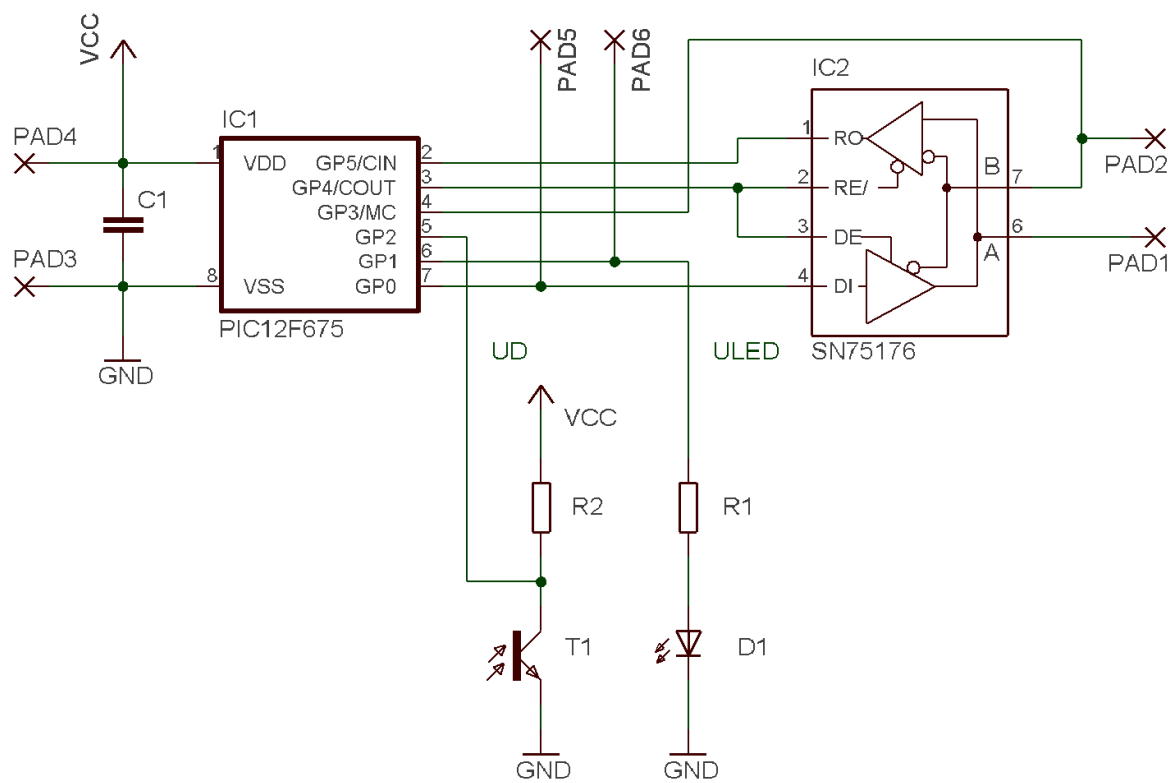 VCC
PAD5
PAD6
IC2
PAD4
IC1
1
VDD
GP5/CIN
2
1
RO
PAD2
GP4/COUT
3
2
RE/
B
7
C1
GP3/MC
4
GP2
5
3
DE
A
6
PAD1
PAD3
GP1
6
8
VSS
GP0
7
4
DI
PIC12F675
GND
UD
ULED
SN75176
VCC
R2
R1
T1
D1
GND
GND